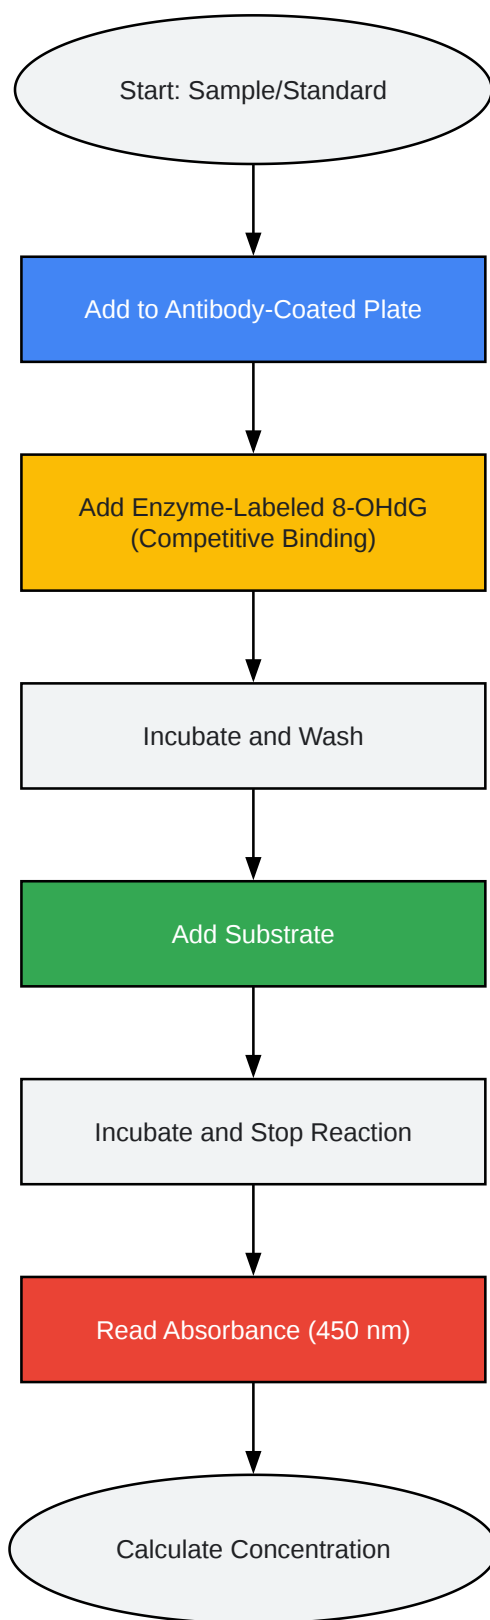 Start: Sample/Standard
Add to Antibody-Coated Plate
Add Enzyme-Labeled 8-OHdG
(Competitive Binding)
Incubate and Wash
Add Substrate
Incubate and Stop Reaction
Read Absorbance (450 nm)
Calculate Concentration